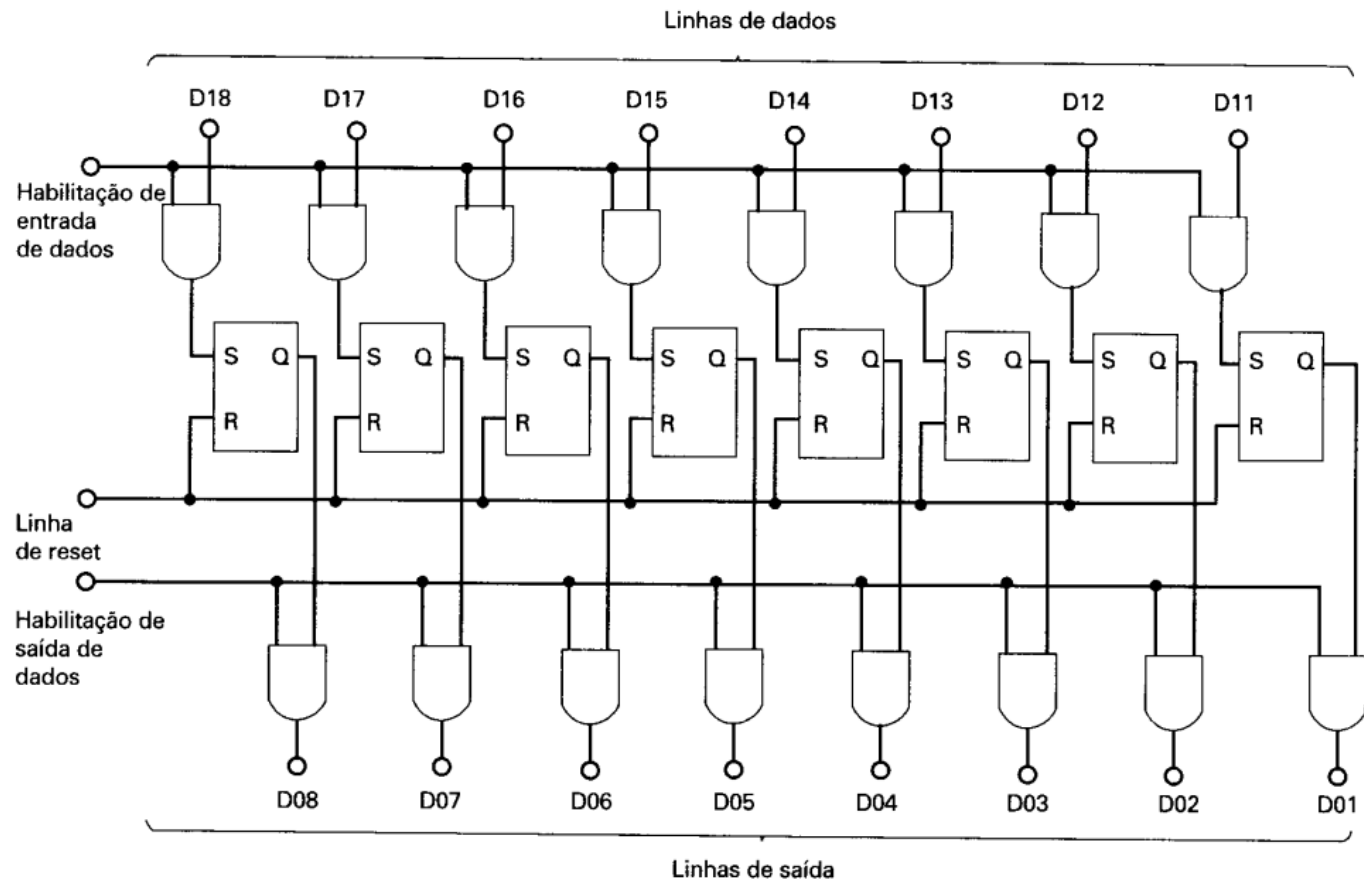 Linhas de dados
D18 D17 D16 D15 D14 D13 D12 D11
Habilitação de
entrada
de dados
S Q S Q S Q S Q S Q S Q S Q S Q
R R R R R R R R
Linha
de reset
Habilitação de
saída de
dados
D08 D07 D06 D05 D04 D03 D02 D01
Linhas de saída